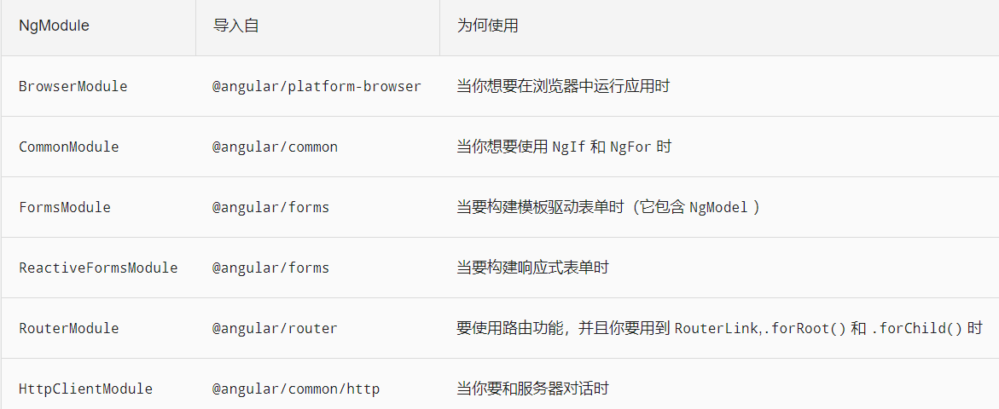 NgModule 导入自 为何使用
BrowserModule @angular/platform-browser 当你想要在浏览器中运行应用时
CommonModule @angular/common 当你想要使用 NgIf 和 NgFor 时
FormsModule @angular/forms 当要构建模板驱动表单时（它包含 NgModel ）
ReactiveFormsModule @angular/forms 当要构建响应式表单时
RouterModule @angular/router 要使用路由功能，并且你要用到 RouterLink,.forRoot() 和 .forChild() 时
HttpClientModule @angular/common/http 当你要和服务器对话时